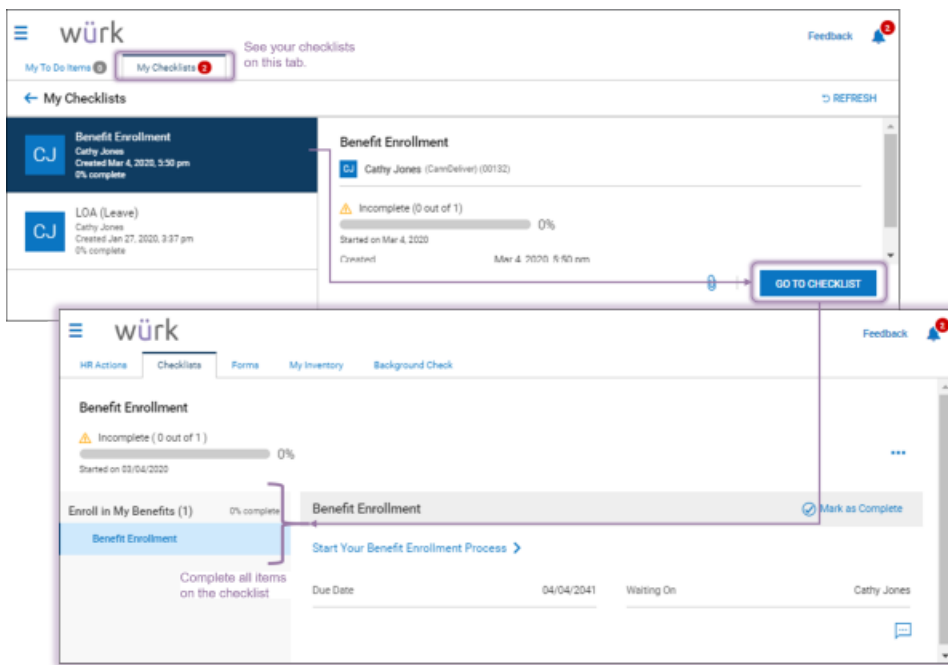 würk
See your checklists
on this tab.
Feedback
2
My To Do Items 0
My Checklists 2
← My Checklists
REFRESH
CJ
Benefit Enrollment
Cathy Jones
Created Mar 4, 2020, 5:50 pm
0% complete
CJ
LOA (Leave)
Cathy Jones
Created Jan 27, 2020, 3:37 pm
0% complete
Benefit Enrollment
CJ Cathy Jones (CannDeliver) (00132)
Incomplete (0 out of 1)
0%
Started on Mar 4, 2020
Created Mar 4, 2020, 5:50 pm
GO TO CHECKLIST
würk
Feedback
2
HR Actions Checklists Forms My Inventory Background Check
Benefit Enrollment
Incomplete ( 0 out of 1 )
0%
Started on 03/04/2020
Enroll in My Benefits (1) 0% complete
Benefit Enrollment
Complete all items
on the checklist
Benefit Enrollment
Mark as Complete
Start Your Benefit Enrollment Process
Due Date 04/04/2041 Waiting On Cathy Jones